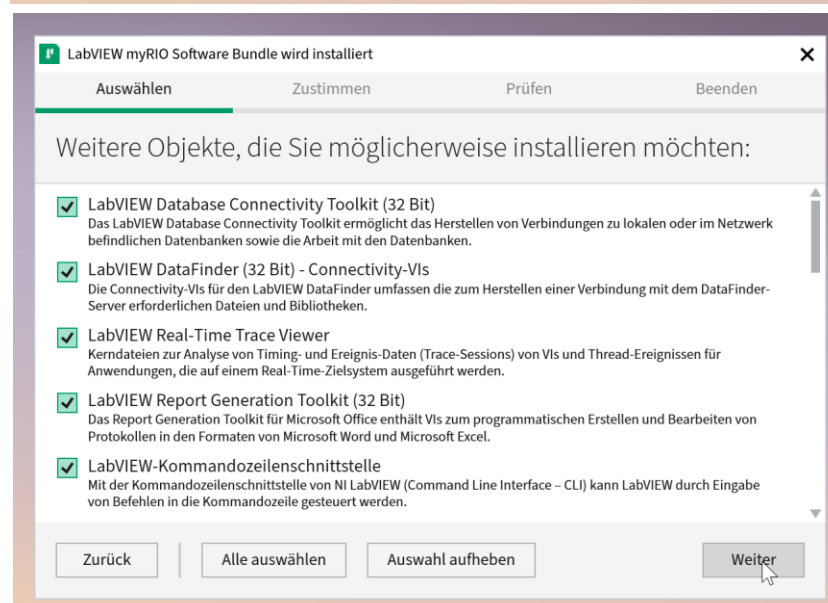 LabVIEW myRIO Software Bundle wird installiert
Auswählen Zustimmen Prüfen Beenden
Weitere Objekte, die Sie möglicherweise installieren möchten:
LabVIEW Database Connectivity Toolkit (32 Bit)
Das LabVIEW Database Connectivity Toolkit ermöglicht das Herstellen von Verbindungen zu lokalen oder im Netzwerk
befindlichen Datenbanken sowie die Arbeit mit den Datenbanken.
LabVIEW DataFinder (32 Bit) - Connectivity-VIs
Die Connectivity-VIs für den LabVIEW DataFinder umfassen die zum Herstellen einer Verbindung mit dem DataFinder-
Server erforderlichen Dateien und Bibliotheken.
LabVIEW Real-Time Trace Viewer
Kerndateien zur Analyse von Timing- und Ereignis-Daten (Trace-Sessions) von VIs und Thread-Ereignissen für
Anwendungen, die auf einem Real-Time-Zielsystem ausgeführt werden.
LabVIEW Report Generation Toolkit (32 Bit)
Das Report Generation Toolkit für Microsoft Office enthält VIs zum programmatischen Erstellen und Bearbeiten von
Protokollen in den Formaten von Microsoft Word und Microsoft Excel.
LabVIEW-Kommandozeilenschnittstelle
Mit der Kommandozeilenschnittstelle von NI LabVIEW (Command Line Interface – CLI) kann LabVIEW durch Eingabe
von Befehlen in die Kommandozeile gesteuert werden.
Zurück Alle auswählen Auswahl aufheben Weiter